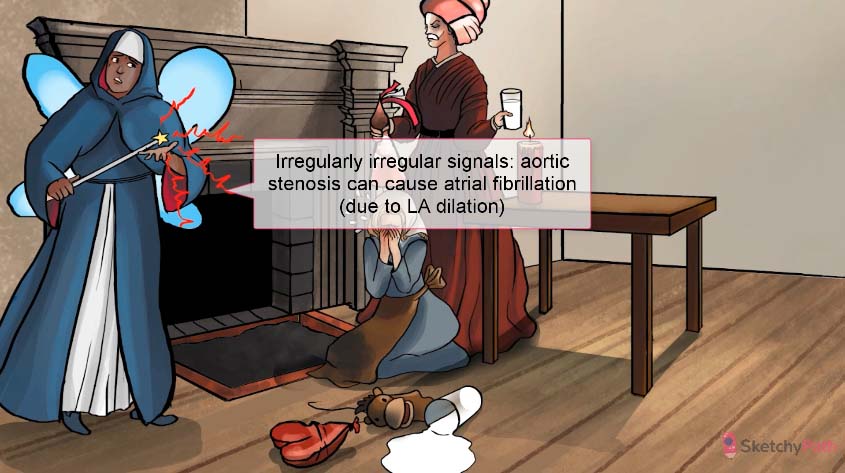 Irregularly irregular signals: aortic
stenosis can cause atrial fibrillation
(due to LA dilation)
SketchyPath